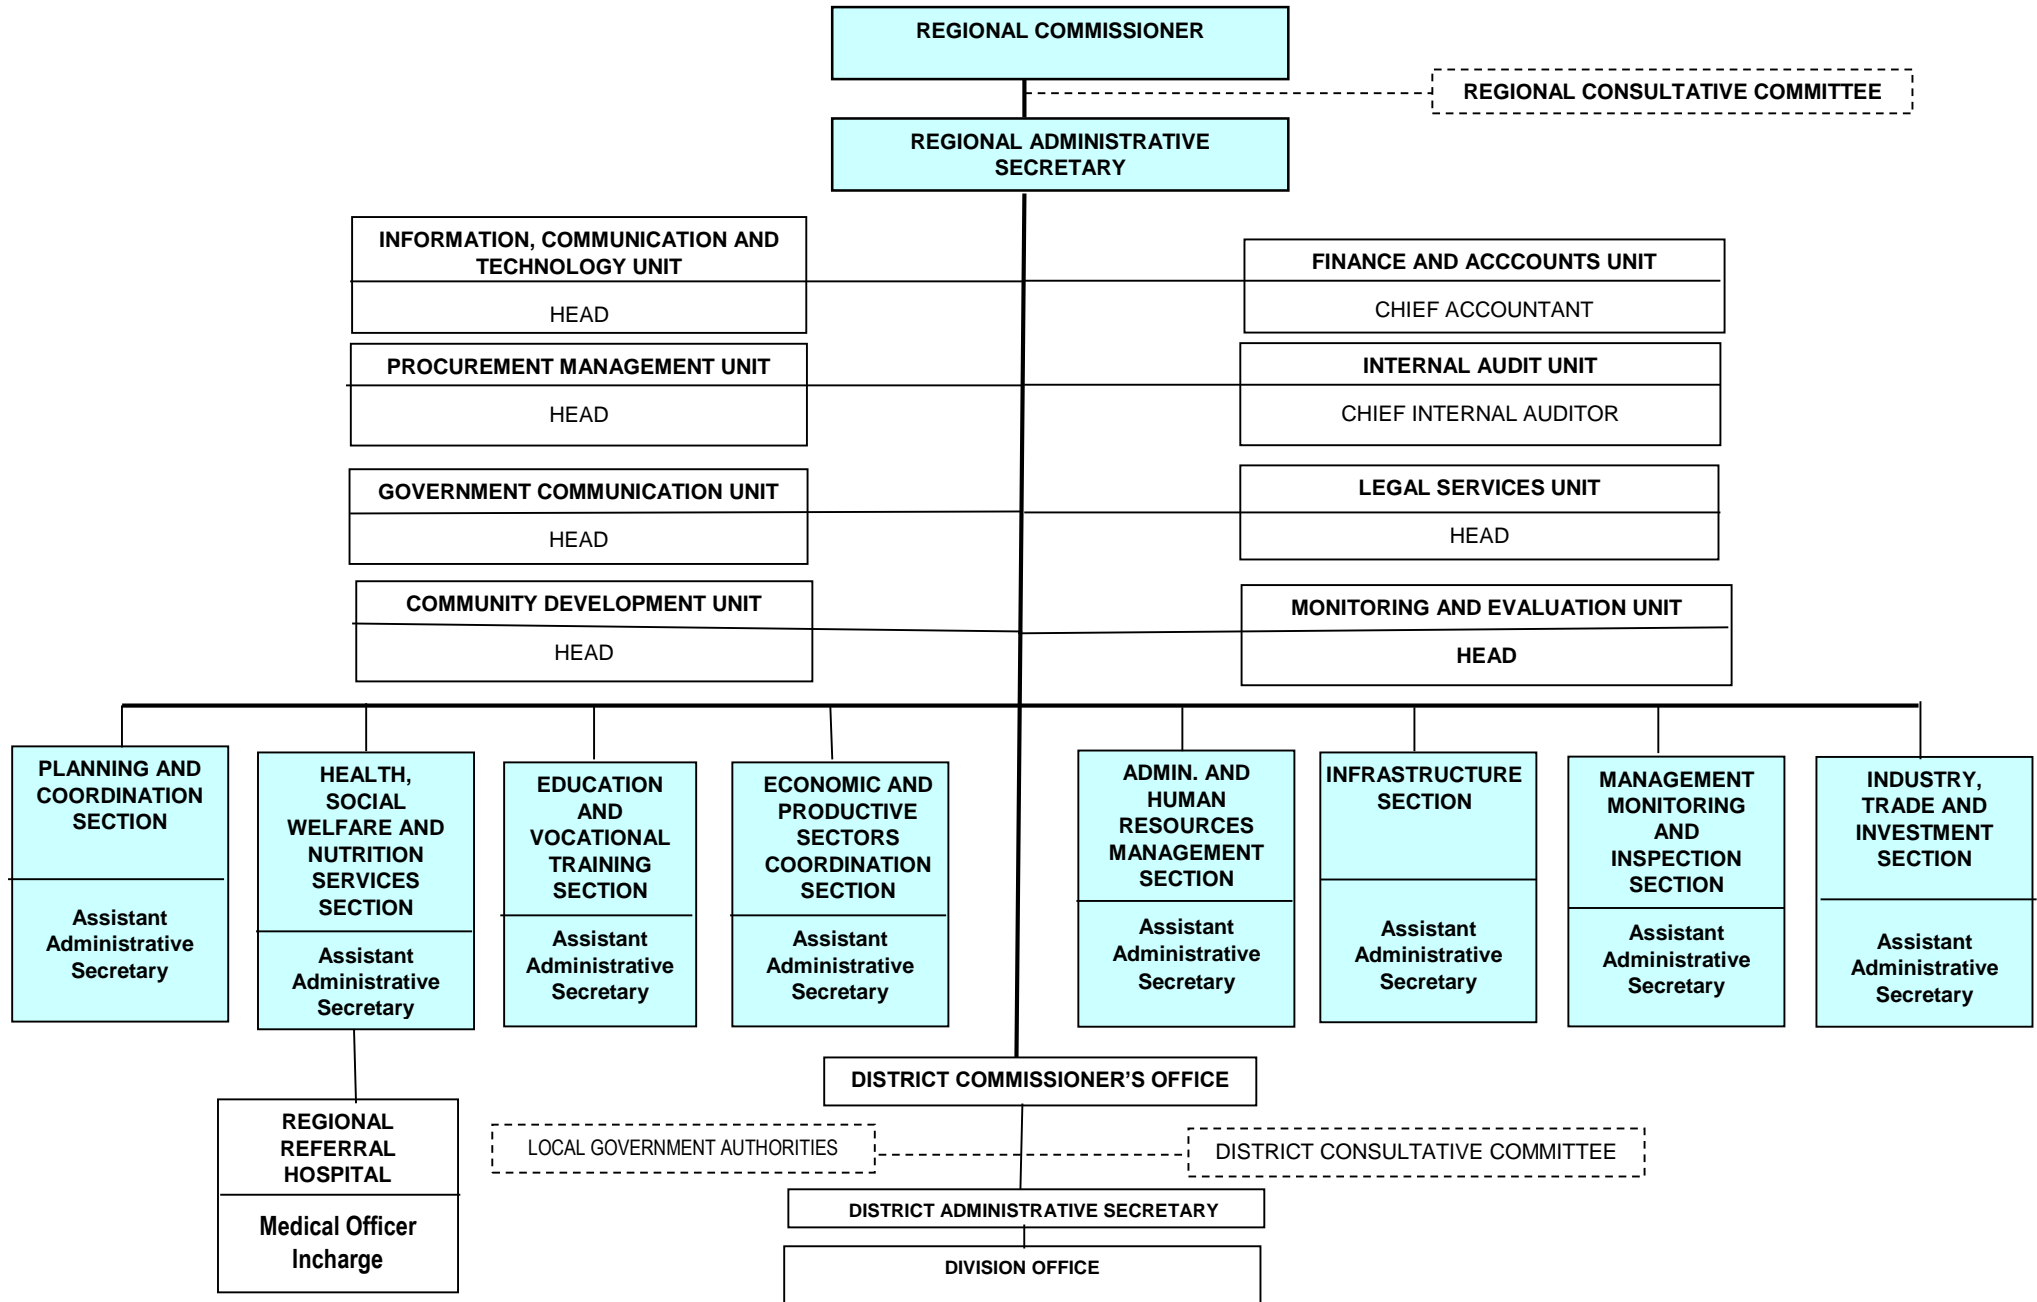 REGIONAL COMMISSIONER
REGIONAL CONSULTATIVE COMMITTEE
REGIONAL ADMINISTRATIVE
SECRETARY
INFORMATION, COMMUNICATION AND
TECHNOLOGY UNIT
HEAD
FINANCE AND ACCCOUNTS UNIT
CHIEF ACCOUNTANT
PROCUREMENT MANAGEMENT UNIT
HEAD
INTERNAL AUDIT UNIT
CHIEF INTERNAL AUDITOR
GOVERNMENT COMMUNICATION UNIT
HEAD
LEGAL SERVICES UNIT
HEAD
COMMUNITY DEVELOPMENT UNIT
HEAD
MONITORING AND EVALUATION UNIT
HEAD
PLANNING AND
COORDINATION
SECTION
Assistant
Administrative
Secretary
HEALTH,
SOCIAL
WELFARE AND
NUTRITION
SERVICES
SECTION
Assistant
Administrative
Secretary
EDUCATION
AND
VOCATIONAL
TRAINING
SECTION
Assistant
Administrative
Secretary
ECONOMIC AND
PRODUCTIVE
SECTORS
COORDINATION
SECTION
Assistant
Administrative
Secretary
ADMIN. AND
HUMAN
RESOURCES
MANAGEMENT
SECTION
Assistant
Administrative
Secretary
INFRASTRUCTURE
SECTION
Assistant
Administrative
Secretary
MANAGEMENT
MONITORING
AND
INSPECTION
SECTION
Assistant
Administrative
Secretary
INDUSTRY,
TRADE AND
INVESTMENT
SECTION
Assistant
Administrative
Secretary
REGIONAL
REFERRAL
HOSPITAL
Medical Officer
Incharge
DISTRICT COMMISSIONER’S OFFICE
LOCAL GOVERNMENT AUTHORITIES
DISTRICT CONSULTATIVE COMMITTEE
DISTRICT ADMINISTRATIVE SECRETARY
DIVISION OFFICE